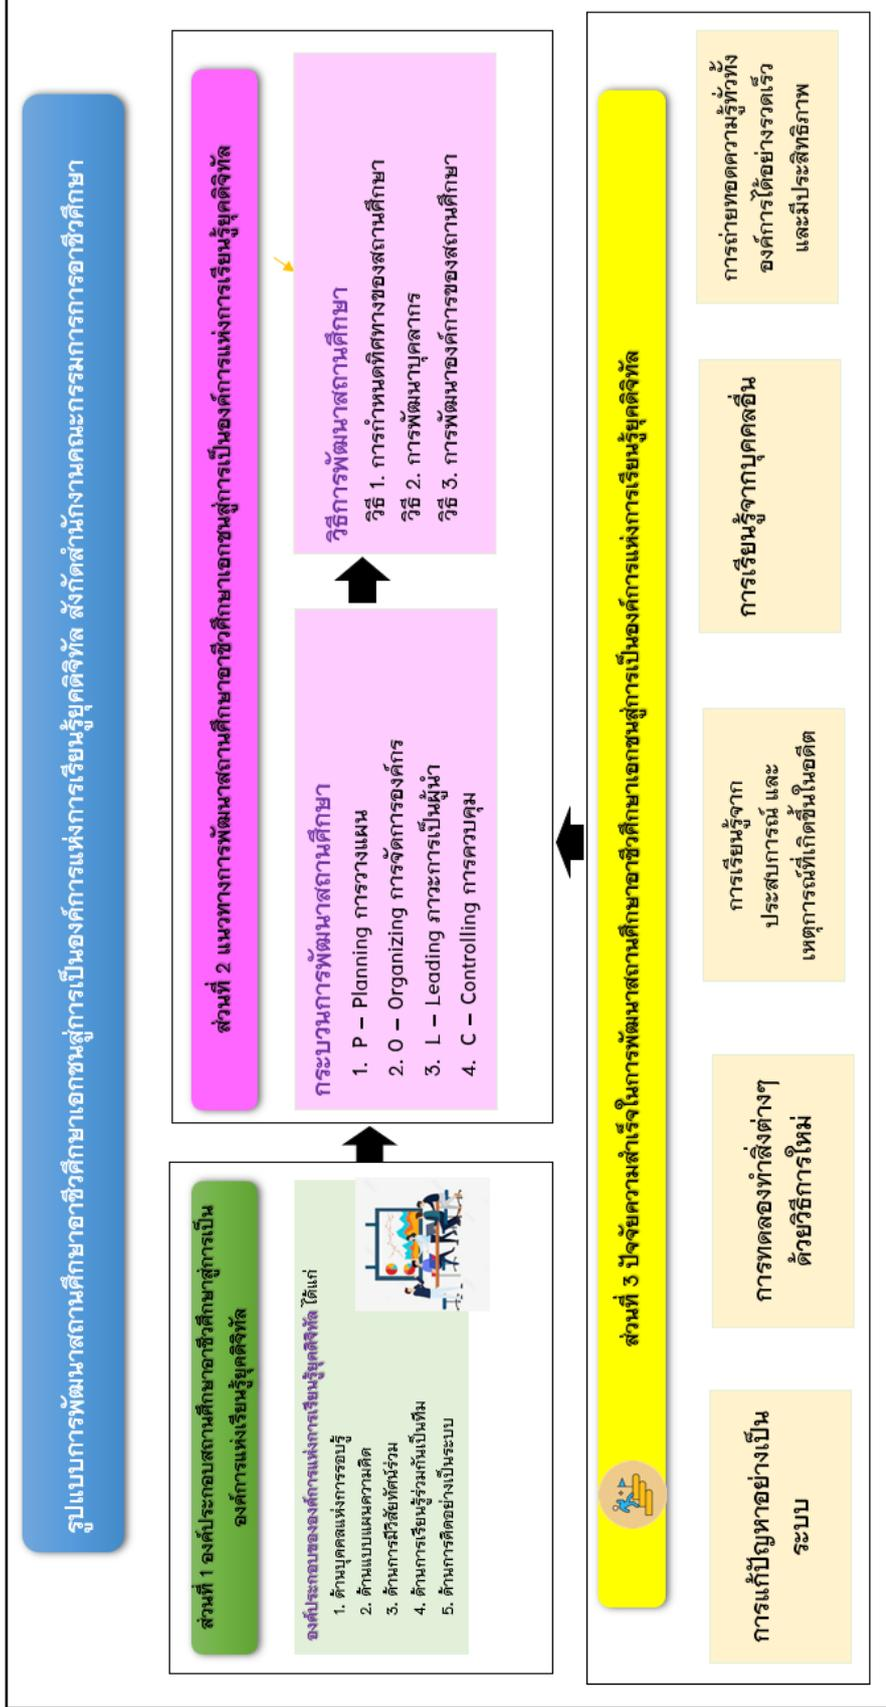 รูปแบบการพัฒนาสถานศึกษาอาชีวศึกษาเอกชนสู่การเป็นองค์การแห่งการเรียนรู้ยุคดิจิทัล สังกัดสำนักงานคณะกรรมการการอาชีวศึกษา
ส่วนที่ 1 องค์ประกอบสถานศึกษาอาชีวศึกษาสู่การเป็น
องค์การแห่งเรียนรู้ยุคดิจิทัล
องค์ประกอบขององค์การแห่งการเรียนรู้ยุคดิจิทัล ได้แก่
1. ด้านบุคคลแห่งการรอบรู้
2. ด้านแบบแผนความคิด
3. ด้านการมีวิสัยทัศน์ร่วม
4. ด้านการเรียนรู้ร่วมกันเป็นทีม
5. ด้านการคิดอย่างเป็นระบบ
ส่วนที่ 2 แนวทางการพัฒนาสถานศึกษาอาชีวศึกษาเอกชนสู่การเป็นองค์การแห่งการเรียนรู้ยุคดิจิทัล
กระบวนการพัฒนาสถานศึกษา
1. P – Planning การวางแผน
2. O – Organizing การจัดการองค์กร
3. L – Leading ภาวะการเป็นผู้นำ
4. C – Controlling การควบคุม
วิธีการพัฒนาสถานศึกษา
วิธี 1. การกำหนดทิศทางของสถานศึกษา
วิธี 2. การพัฒนาบุคลากร
วิธี 3. การพัฒนาองค์การของสถานศึกษา
ส่วนที่ 3 ปัจจัยความสำเร็จในการพัฒนาสถานศึกษาอาชีวศึกษาเอกชนสู่การเป็นองค์การแห่งการเรียนรู้ยุคดิจิทัล
การแก้ปัญหาอย่างเป็น
ระบบ
การทดลองทำสิ่งต่างๆ
ด้วยวิธีการใหม่
การเรียนรู้จาก
ประสบการณ์ และ
เหตุการณ์ที่เกิดขึ้นในอดีต
การเรียนรู้จากบุคคลอื่น
การถ่ายทอดความรู้ทั่วทั้ง
องค์การได้อย่างรวดเร็ว
และมีประสิทธิภาพ